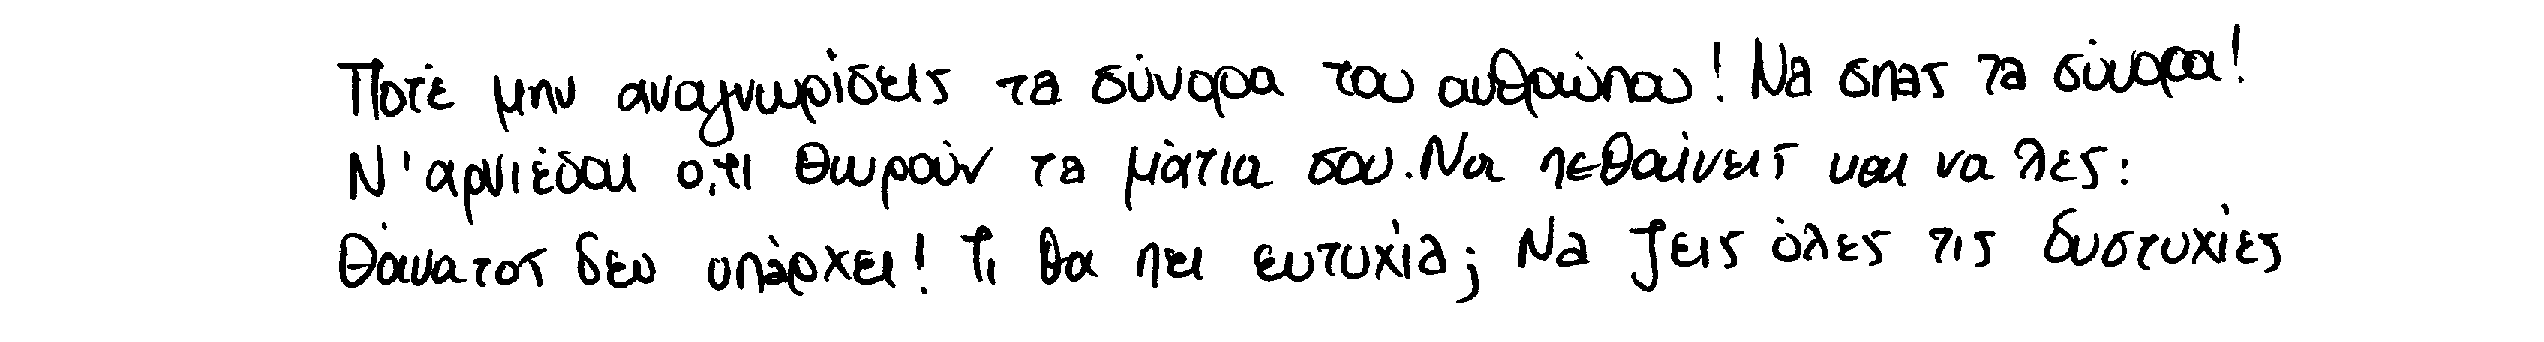 Ποτέ μην αναγνωρίσεις τα σύνορα του ανθρώπου! Να σπας τα σύνορα!
Ν'αρνιέσαι ο,τι θωρούν τα μάτια σου. Να πεθαίνεις και να λες:
Θάνατος δεν υπάρχει! Τι θα πει ευτυχία; Να ζεις όλες τις δυστυχίες